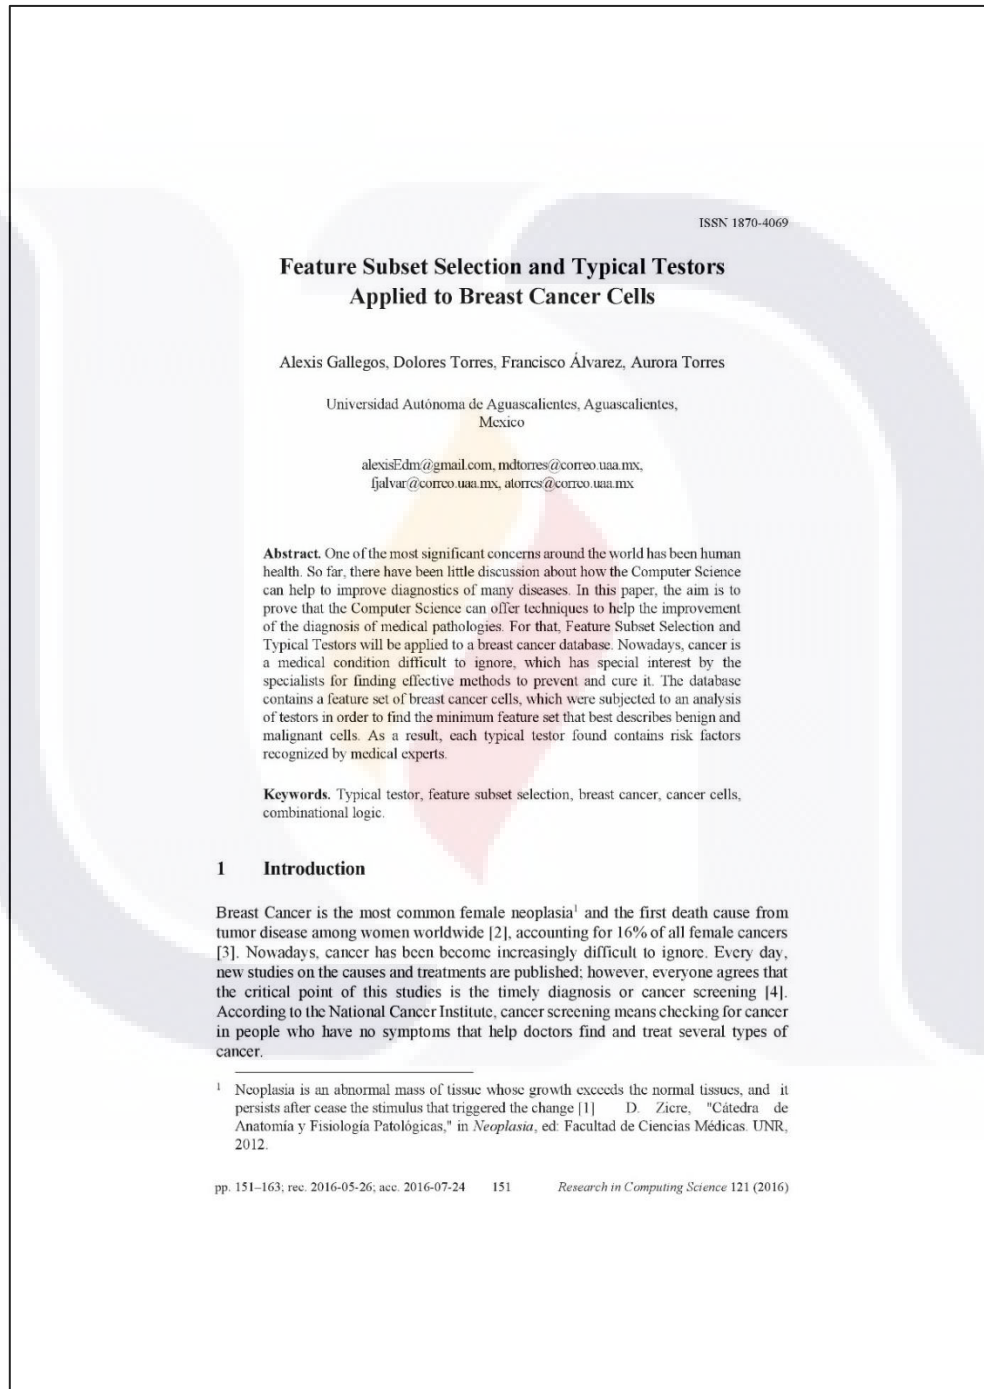 ISSN 1870-4069
Feature Subset Selection and Typical Testors
Applied to Breast Cancer Cells
Alexis Gallegos, Dolores Torres, Francisco Álvarez, Aurora Torres
Universidad Autónoma de Aguascalientes, Aguascalientes,
Mexico
alexisEdm@gmail.com, mdtorres@correo.uaa.mx,
fjalvar@correo.uaa.mx, atorres@correo.uaa.mx
Abstract. One of the most significant concerns around the world has been human
health. So far, there have been little discussion about how the Computer Science
can help to improve diagnostics of many diseases. In this paper, the aim is to
prove that the Computer Science can offer techniques to help the improvement
of the diagnosis of medical pathologies. For that, Feature Subset Selection and
Typical Testors will be applied to a breast cancer database. Nowadays, cancer is
a medical condition difficult to ignore, which has special interest by the
specialists for finding effective methods to prevent and cure it. The database
contains a feature set of breast cancer cells, which were subjected to an analysis
of testors in order to find the minimum feature set that best describes benign and
malignant cells. As a result, each typical testor found contains risk factors
recognized by medical experts.
Keywords. Typical testor, feature subset selection, breast cancer, cancer cells,
combinational logic.
1 Introduction
Breast Cancer is the most common female neoplasia¹ and the first death cause from
tumor disease among women worldwide [2], accounting for 16% of all female cancers
[3]. Nowadays, cancer has been become increasingly difficult to ignore. Every day,
new studies on the causes and treatments are published; however, everyone agrees that
the critical point of this studies is the timely diagnosis or cancer screening [4].
According to the National Cancer Institute, cancer screening means checking for cancer
in people who have no symptoms that help doctors find and treat several types of
cancer.
¹ Neoplasia is an abnormal mass of tissue whose growth exceeds the normal tissues, and it
persists after cease the stimulus that triggered the change [1] D. Zicre, "Cátedra de
Anatomía y Fisiología Patológicas," in Neoplasia, ed: Facultad de Ciencias Médicas. UNR,
2012.
pp. 151–163; rec. 2016-05-26; acc. 2016-07-24 151 Research in Computing Science 121 (2016)